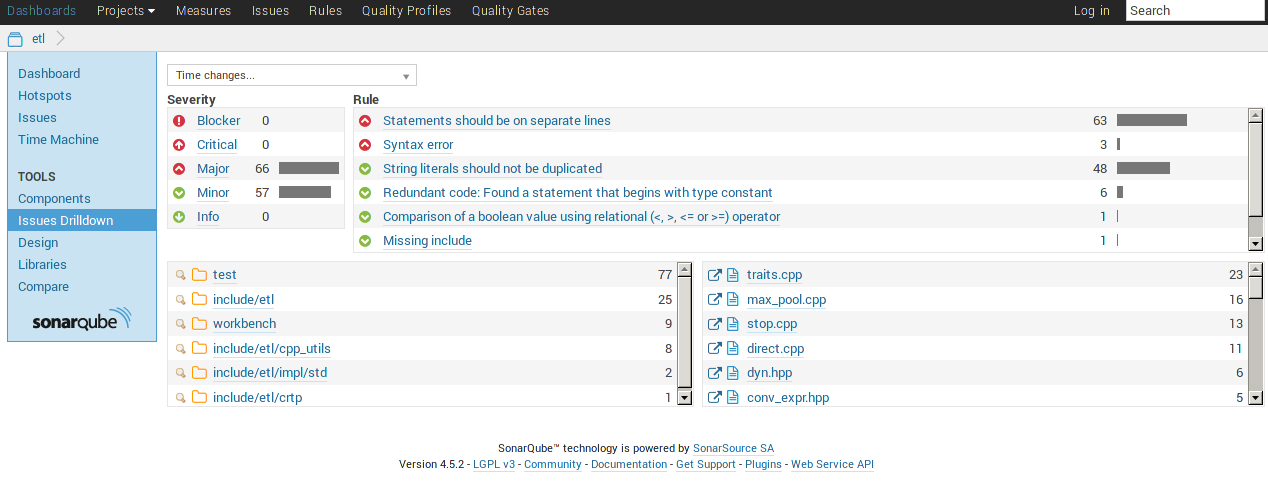 Dashboards Projects Measures Issues Rules Quality Profiles Quality Gates Log in Search
etl
Dashboard
Hotspots
Issues
Time Machine
TOOLS
Components
Issues Drilldown
Design
Libraries
Compare
sonarqube
Time changes...
Severity
Blocker 0
Critical 0
Major 66
Minor 57
Info 0
Rule
Statements should be on separate lines 63
Syntax error 3
String literals should not be duplicated 48
Redundant code: Found a statement that begins with type constant 6
Comparison of a boolean value using relational (<, >, <= or >=) operator 1
Missing include 1
test 77
include/etl 25
workbench 9
include/etl/cpp_utils 8
include/etl/impl/std 2
include/etl/crtp 1
traits.cpp 23
max_pool.cpp 16
stop.cpp 13
direct.cpp 11
dyn.hpp 6
conv_expr.hpp 5
SonarQube™ technology is powered by SonarSource SA
Version 4.5.2 - LGPL v3 - Community - Documentation - Get Support - Plugins - Web Service API